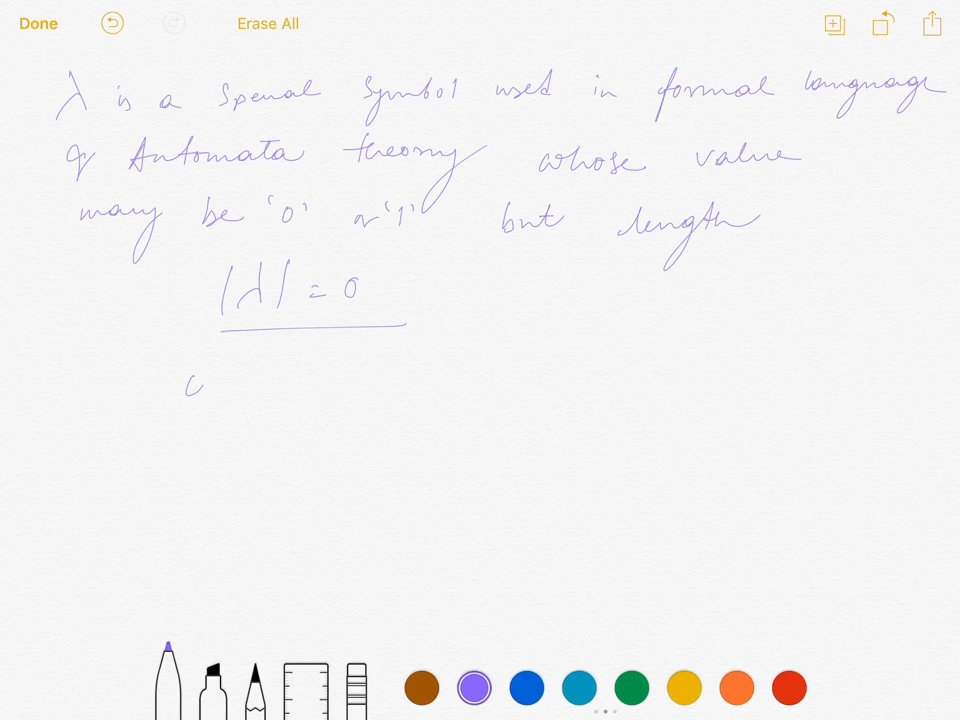 Done Erase All
λ is a Special Symbol used in formal language
& Automata theory whose value
may be '0' or '1' but length
|λ| = 0
C